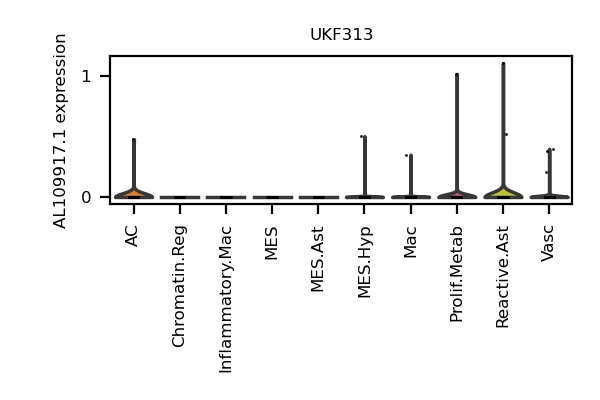 UKF313
AL109917.1 expression
1
0
AC
Chromatin.Reg
Inflammatory.Mac
MES
MES.Ast
MES.Hyp
Mac
Prolif.Metab
Reactive.Ast
Vasc